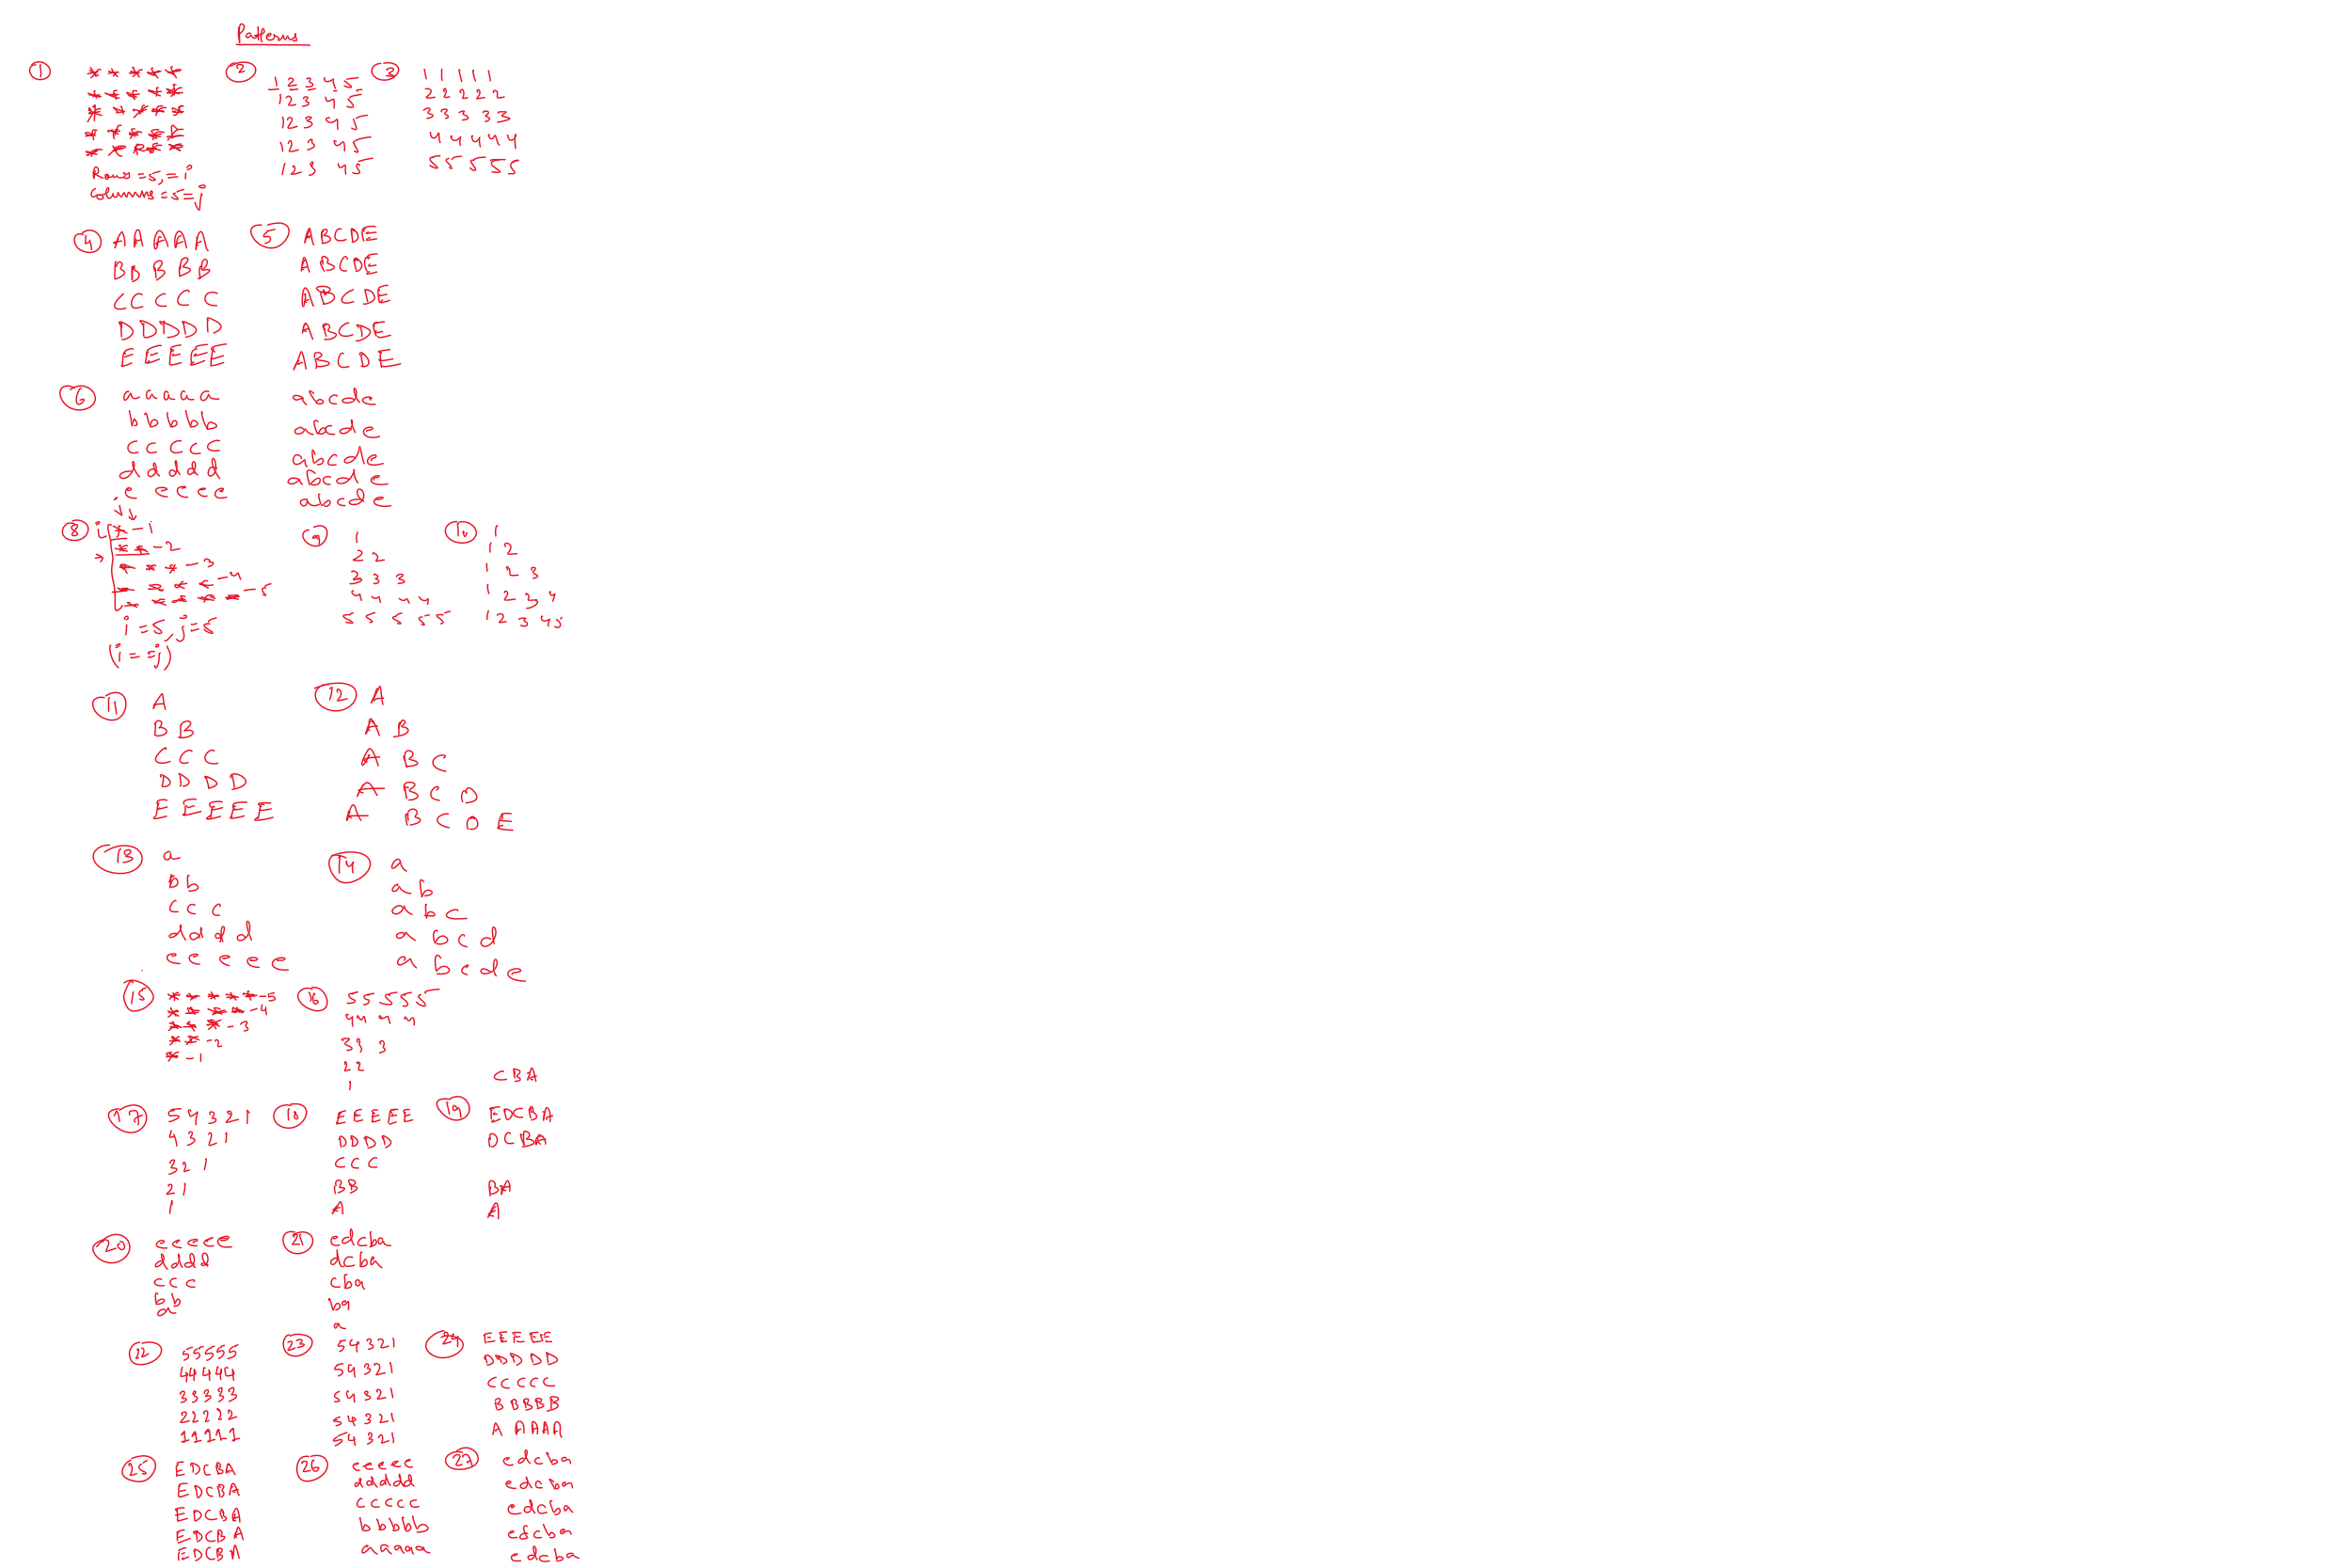 Patterns
①
* * * * *
* * * * *
* * * * *
* * * * *
* * * * *
Rows = 5, = i
Columns = 5 = j
②
1 2 3 4 5
1 2 3 4 5
1 2 3 4 5
1 2 3 4 5
1 2 3 4 5
③
1 1 1 1 1
2 2 2 2 2
3 3 3 3 3
4 4 4 4 4
5 5 5 5 5
④ A A A A A
B B B B B
C C C C C
D D D D D
E E E E E
⑤ A B C D E
A B C D E
A B C D E
A B C D E
A B C D E
⑥ a a a a a
b b b b b
c c c c c
d d d d d
e e e e e
a b c d e
a b c d e
a b c d e
a b c d e
a b c d e
⑧ i * - 1
* * - 2
* * * - 3
* * * * - 4
* * * * * - 5
i = 5, j = 5
(i = = j)
⑨ 1
2 2
3 3 3
4 4 4 4
5 5 5 5 5
⑩ 1
1 2
1 2 3
1 2 3 4
1 2 3 4 5
⑪ A
B B
C C C
D D D D
E E E E E
⑫ A
A B
A B C
A B C D
A B C D E
⑬ a
b b
c c c
d d d d
e e e e e
⑭ a
a b
a b c
a b c d
a b c d e
⑮ * * * * * - 5
* * * * - 4
* * * - 3
* * - 2
* - 1
⑯ 5 5 5 5 5
4 4 4 4
3 3 3
2 2
1
⑰ 5 4 3 2 1
4 3 2 1
3 2 1
2 1
1
⑱ E E E E E
D D D D
C C C
B B
A
C B A
⑲ E D C B A
D C B A
B A
A
⑳ e e e e e
d d d d
c c c
b b
a
㉑ e d c b a
d c b a
c b a
b a
a
⑫ 5 5 5 5 5
4 4 4 4 4
3 3 3 3 3
2 2 2 2 2
1 1 1 1 1
㉓ 5 4 3 2 1
5 4 3 2 1
5 4 3 2 1
5 4 3 2 1
5 4 3 2 1
㉔ E E E E E
D D D D D
C C C C C
B B B B B
A A A A A
㉕ E D C B A
E D C B A
E D C B A
E D C B A
E D C B A
㉖ e e e e e
d d d d d
c c c c c
b b b b b
a a a a a
㉗ e d c b a
e d c b a
e d c b a
e d c b a
e d c b a